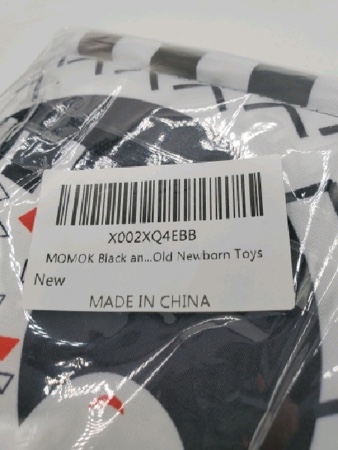 X002XQ4EBB
MOMOK Black an...Old Newborn Toys
New
MADE IN CHINA